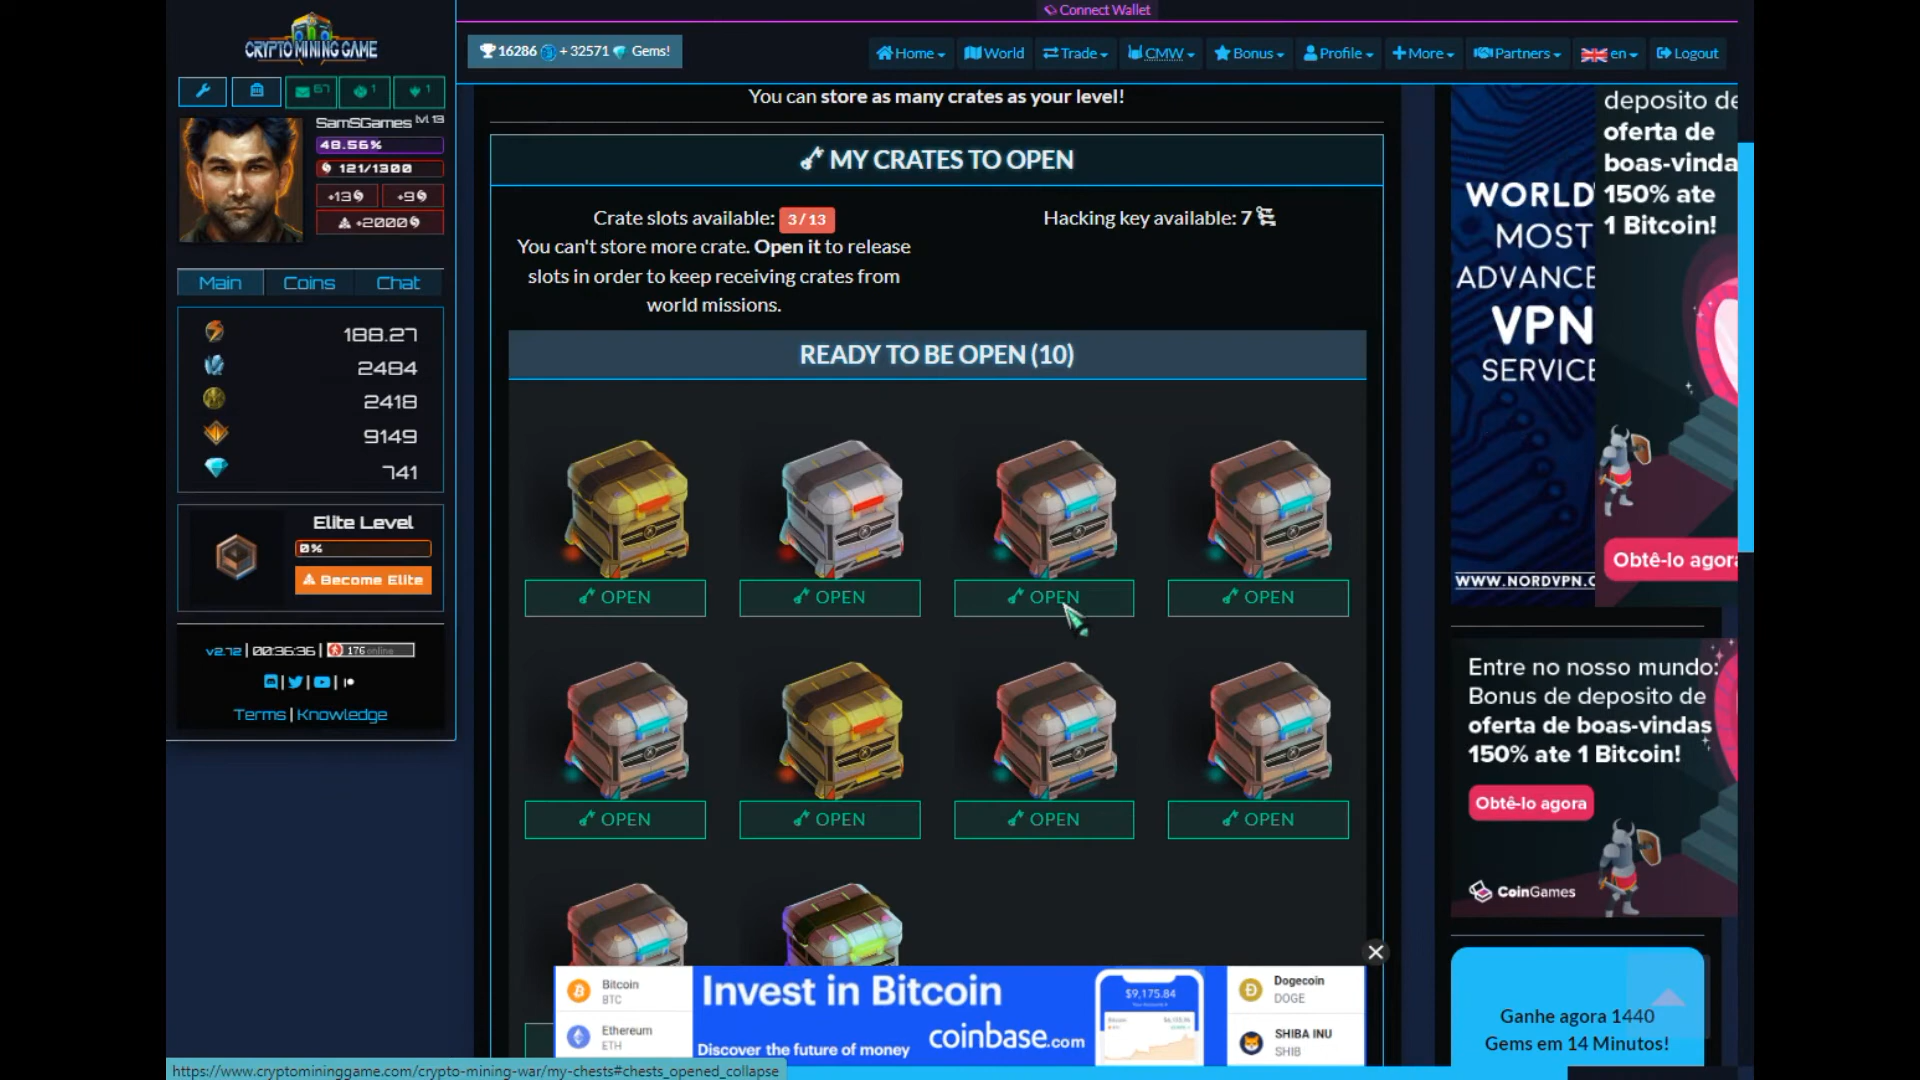 Connect Wallet
CRYPTO MINING GAME
16286 + 32571 Gems!
Home World Trade CMW Bonus Profile +More Partners en Logout
67 1 1
SamSGames lvl 13
48.56%
121/1300
+13 +9
+2000
Main Coins Chat
188.27
2484
2418
9149
741
Elite Level
0%
Become Elite
v2.72 | 00:36:36 | 176 online
Terms | Knowledge
You can store as many crates as your level!
MY CRATES TO OPEN
Crate slots available: 3 / 13
Hacking key available: 7
You can't store more crate. Open it to release
slots in order to keep receiving crates from
world missions.
READY TO BE OPEN (10)
OPEN OPEN OPEN OPEN
OPEN OPEN OPEN OPEN
Bitcoin
BTC
Ethereum
ETH
Invest in Bitcoin
coinbase.com
Discover the future of money
$9,175.84
Dogecoin
DOGE
SHIBA INU
SHIB
WORLD
MOST
ADVANCE
VPN
SERVICE
WWW.NORDVPN.C
deposito de
oferta de
boas-vinda
150% ate
1 Bitcoin!
Obtê-lo agora
Entre no nosso mundo:
Bonus de deposito de
oferta de boas-vindas
150% ate 1 Bitcoin!
Obtê-lo agora
CoinGames
Ganhe agora 1440
Gems em 14 Minutos!
https://www.cryptomininggame.com/crypto-mining-war/my-chests#chests_opened_collapse